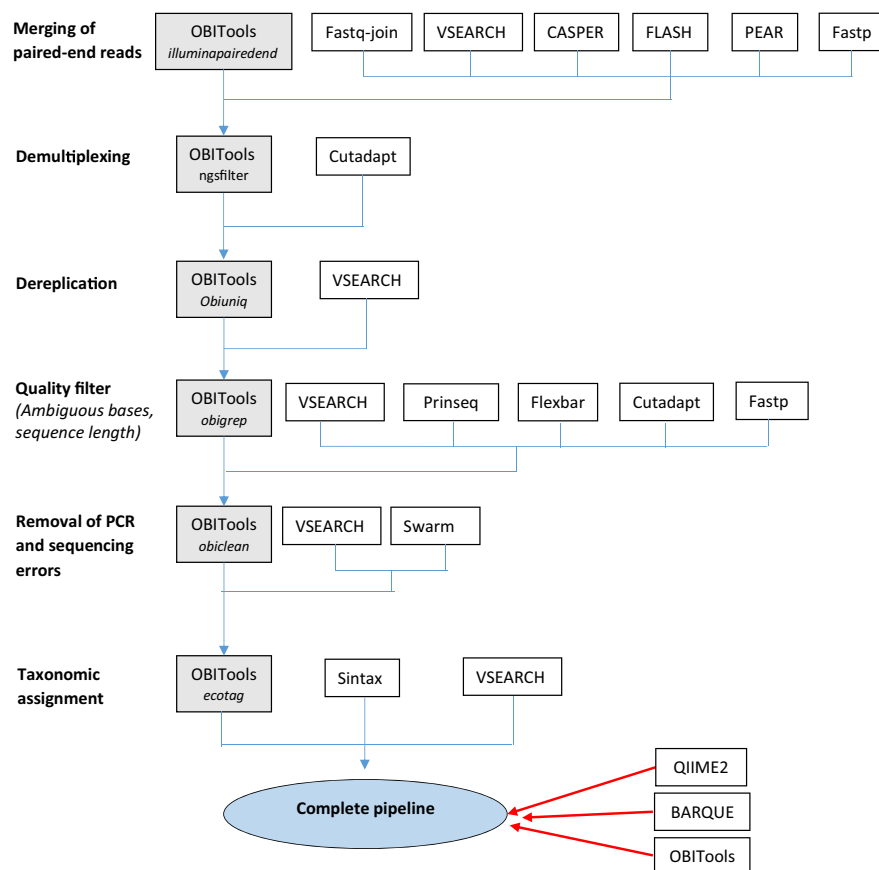 Merging of
paired-end reads
OBITools
illuminapairedend
Fastq-join
VSEARCH
CASPER
FLASH
PEAR
Fastp
Demultiplexing
OBITools
ngsfilter
Cutadapt
Dereplication
OBITools
Obiuniq
VSEARCH
Quality filter
(Ambiguous bases,
sequence length)
OBITools
obigrep
VSEARCH
Prinseq
Flexbar
Cutadapt
Fastp
Removal of PCR
and sequencing
errors
OBITools
obiclean
VSEARCH
Swarm
Taxonomic
assignment
OBITools
ecotag
Sintax
VSEARCH
Complete pipeline
QIIME2
BARQUE
OBITools